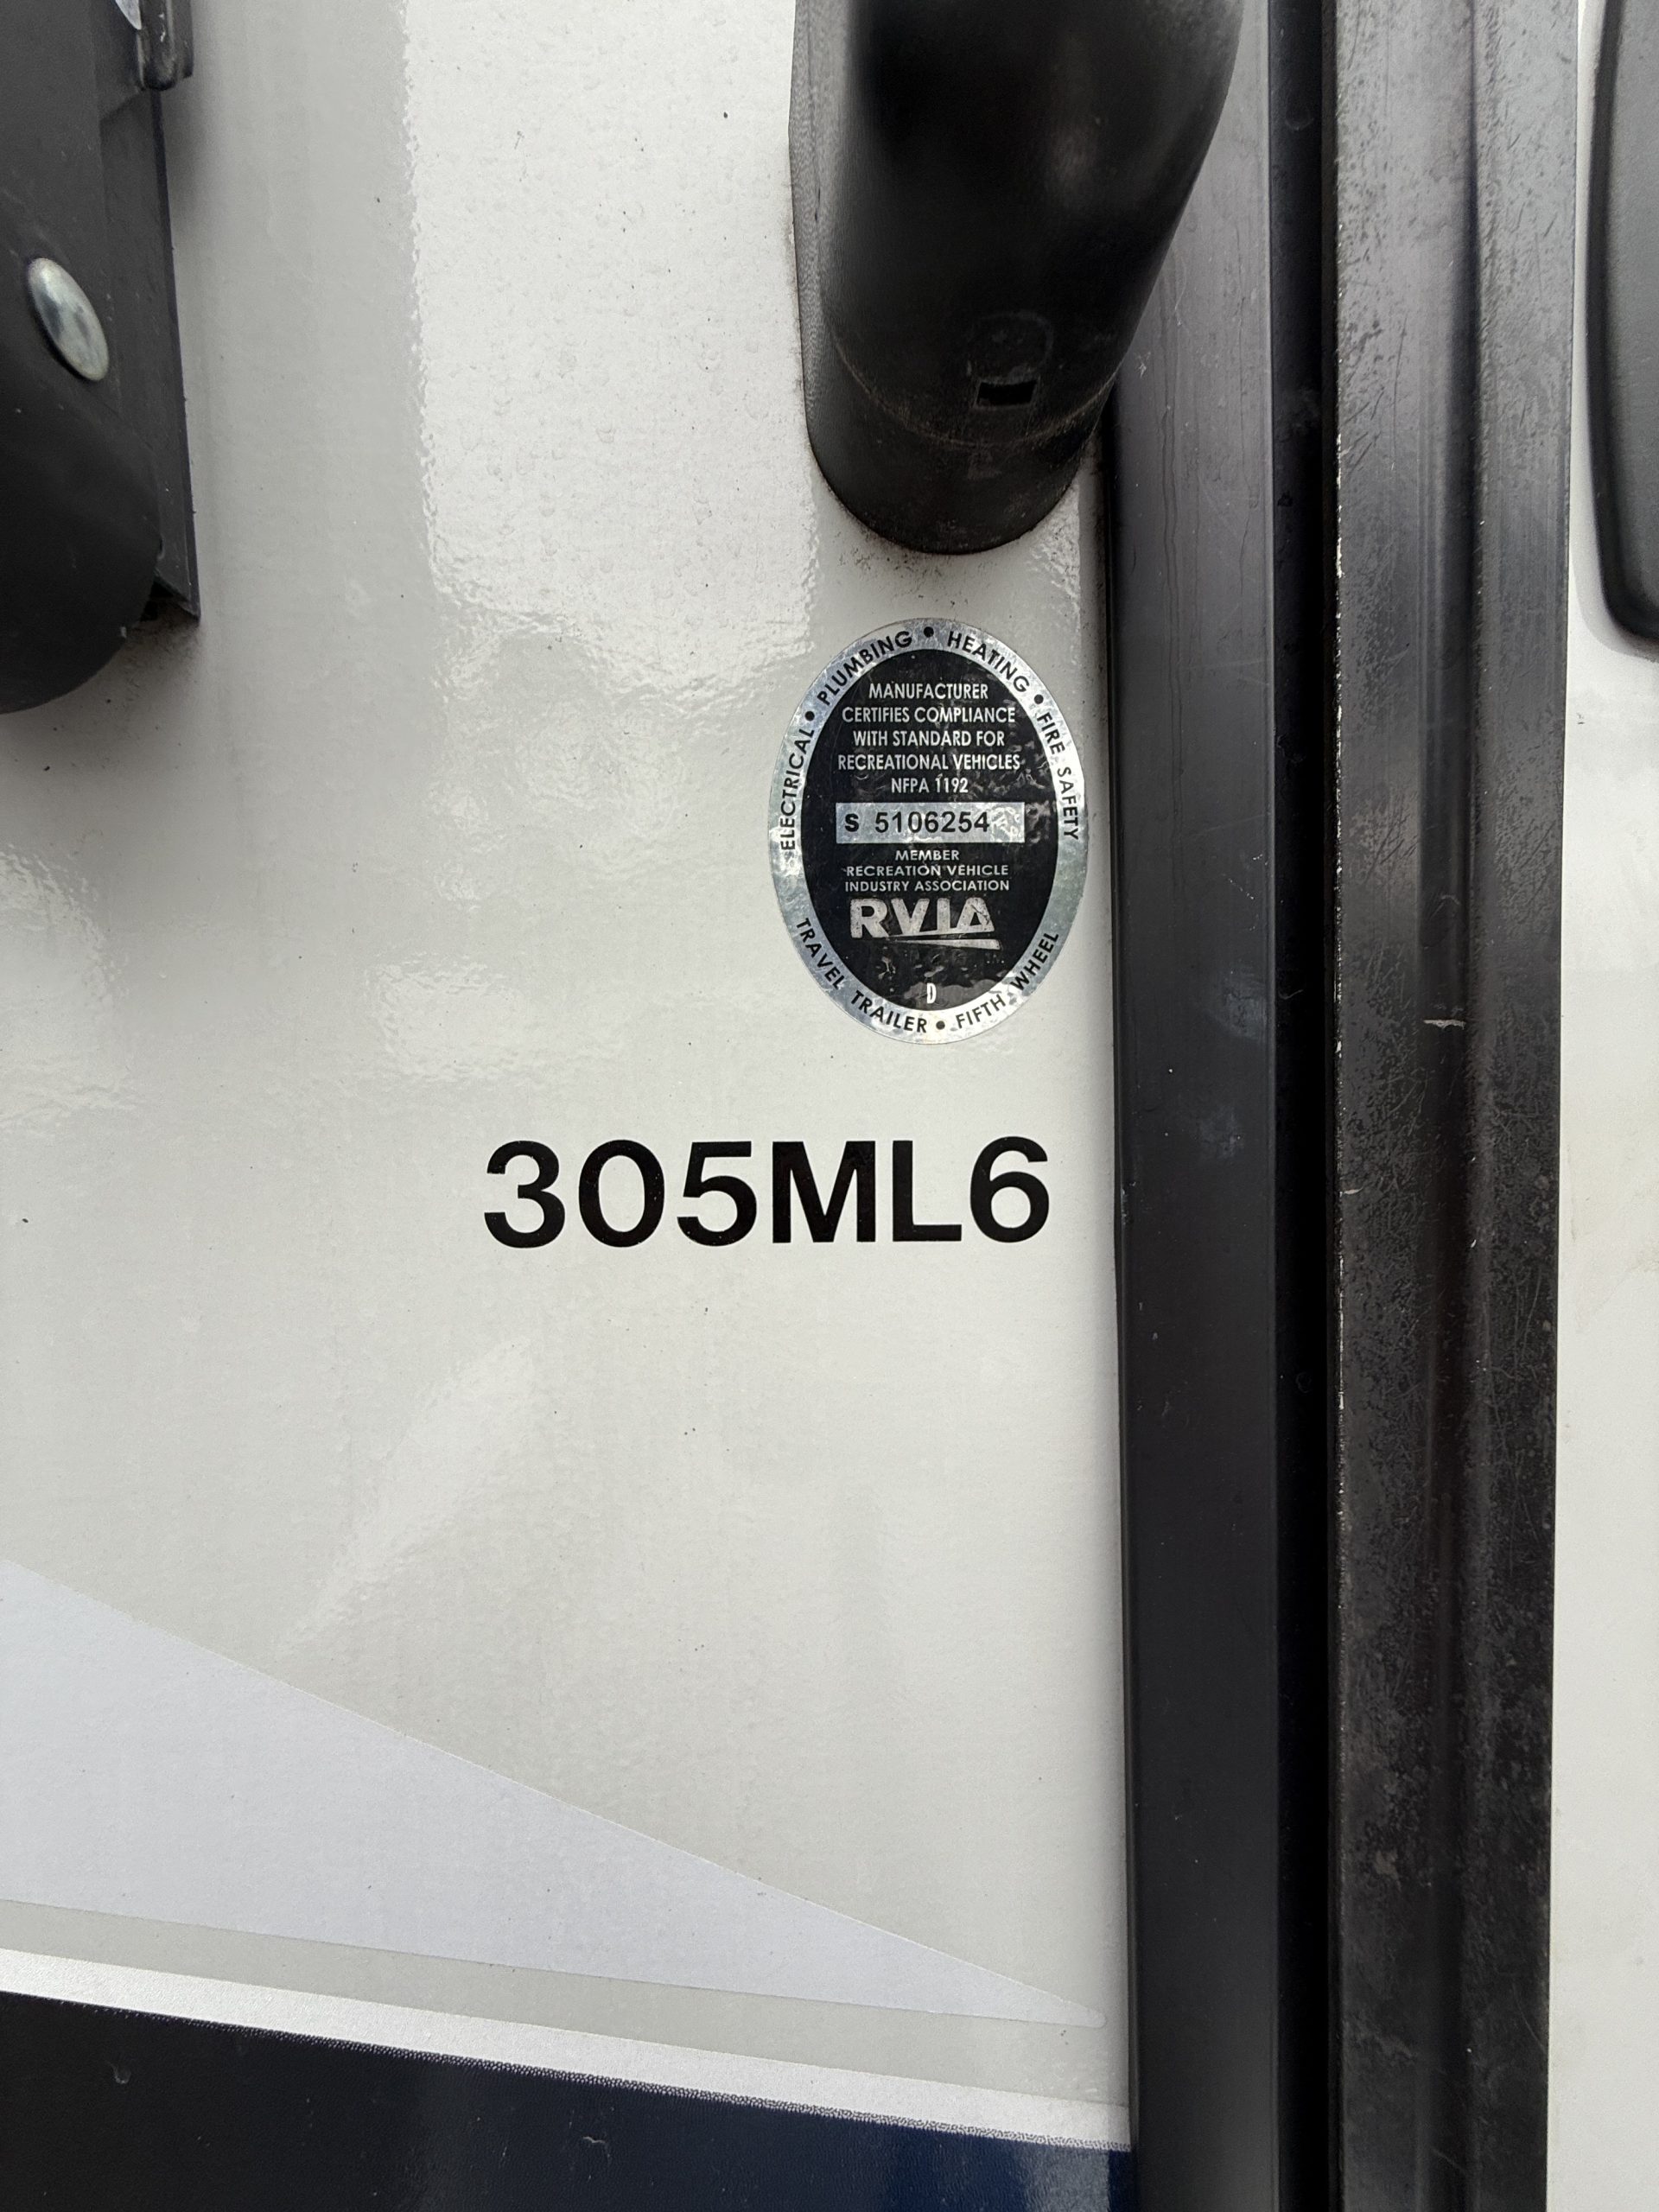 ELECTRICAL • PLUMBING • HEATING • FIRE SAFETY
MANUFACTURER
CERTIFIES COMPLIANCE
WITH STANDARD FOR
RECREATIONAL VEHICLES
NFPA 1192
S 5106254
MEMBER
RECREATION VEHICLE
INDUSTRY ASSOCIATION
RVIA
D
TRAVEL TRAILER • FIFTH WHEEL
305ML6